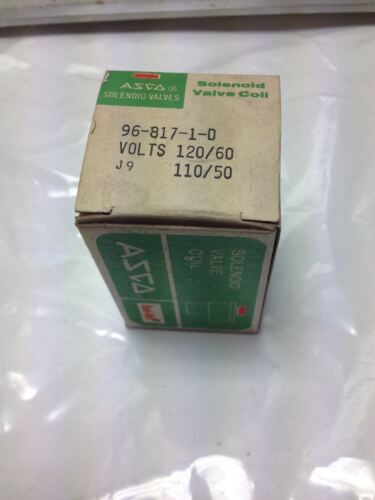 ASCO ®
SOLENOID VALVES
Solenoid
Valve Coil
96-817-1-D
VOLTS 120/60
J9 110/50
ASCO
SOLENOID
VALVE
COIL